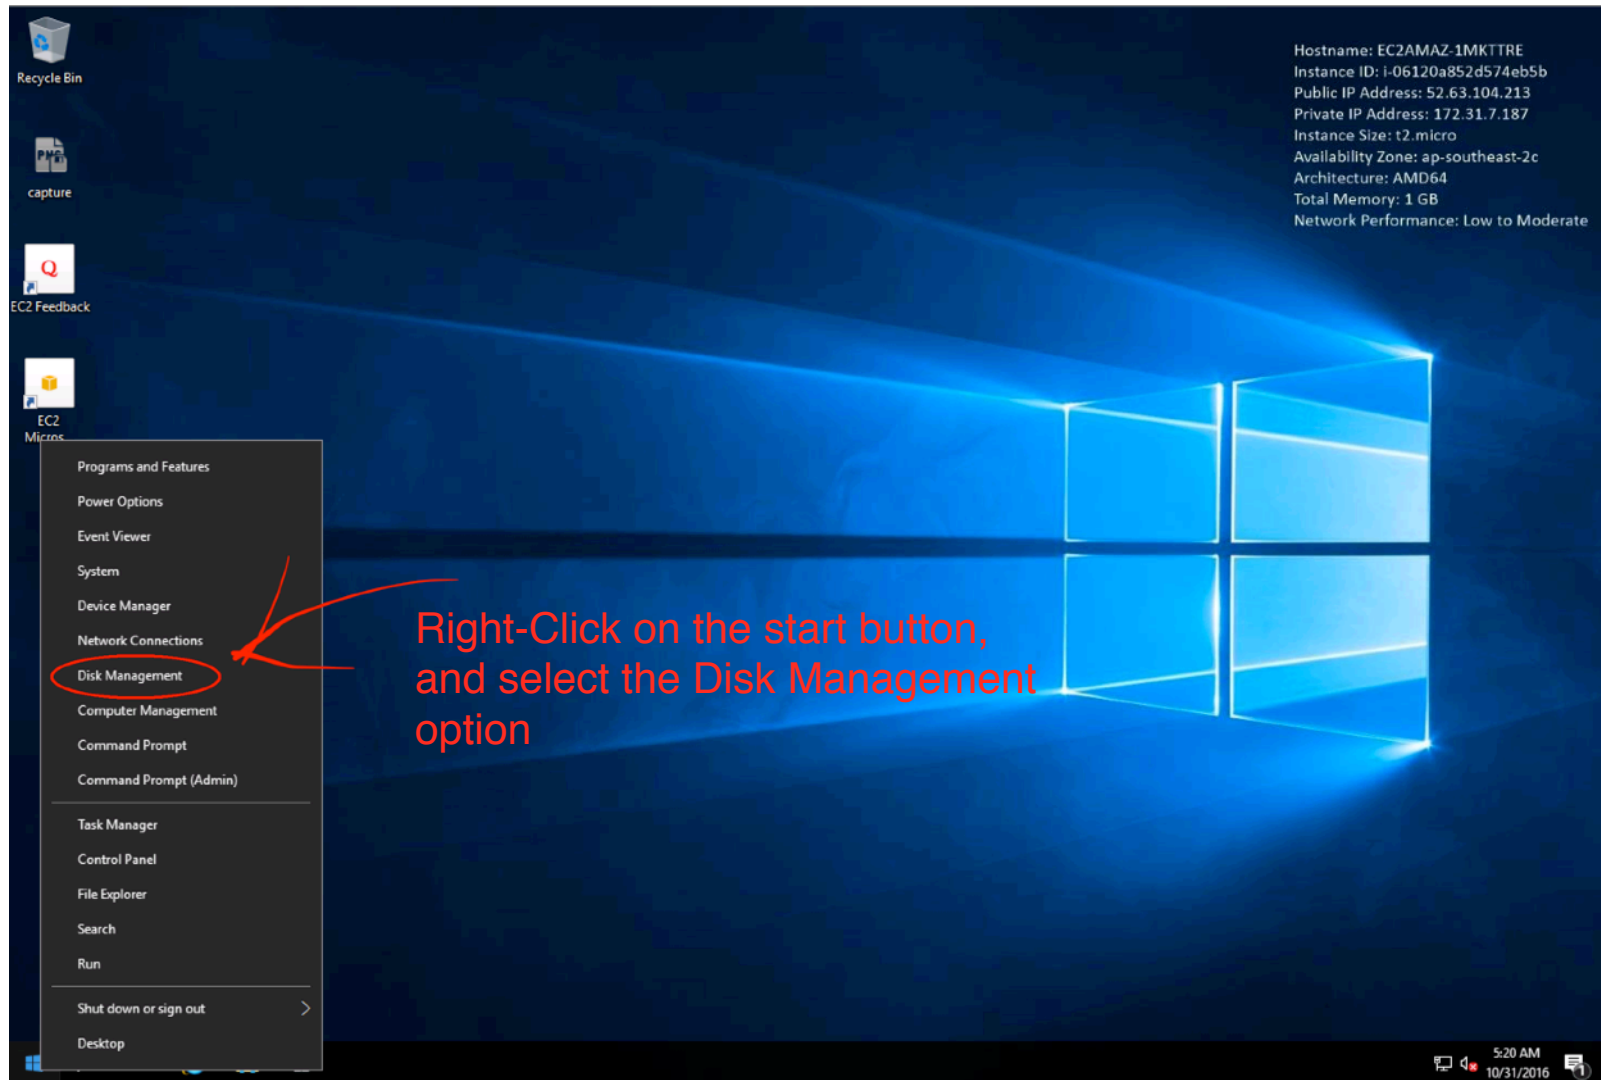 Recycle Bin
capture
EC2 Feedback
EC2
Micros
Hostname: EC2AMAZ-1MKTTRE
Instance ID: i-06120a852d574eb5b
Public IP Address: 52.63.104.213
Private IP Address: 172.31.7.187
Instance Size: t2.micro
Availability Zone: ap-southeast-2c
Architecture: AMD64
Total Memory: 1 GB
Network Performance: Low to Moderate
Programs and Features
Power Options
Event Viewer
System
Device Manager
Network Connections
Disk Management
Computer Management
Command Prompt
Command Prompt (Admin)
Task Manager
Control Panel
File Explorer
Search
Run
Shut down or sign out
Desktop
Right-Click on the start button,
and select the Disk Management
option
5:20 AM
10/31/2016
1